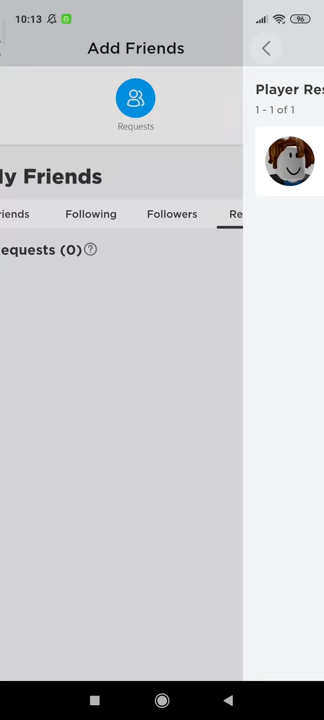 10:13
96
Add Friends
Requests
ly Friends
riends
Following
Followers
Re
equests (0)
?
Player Res
1 - 1 of 1